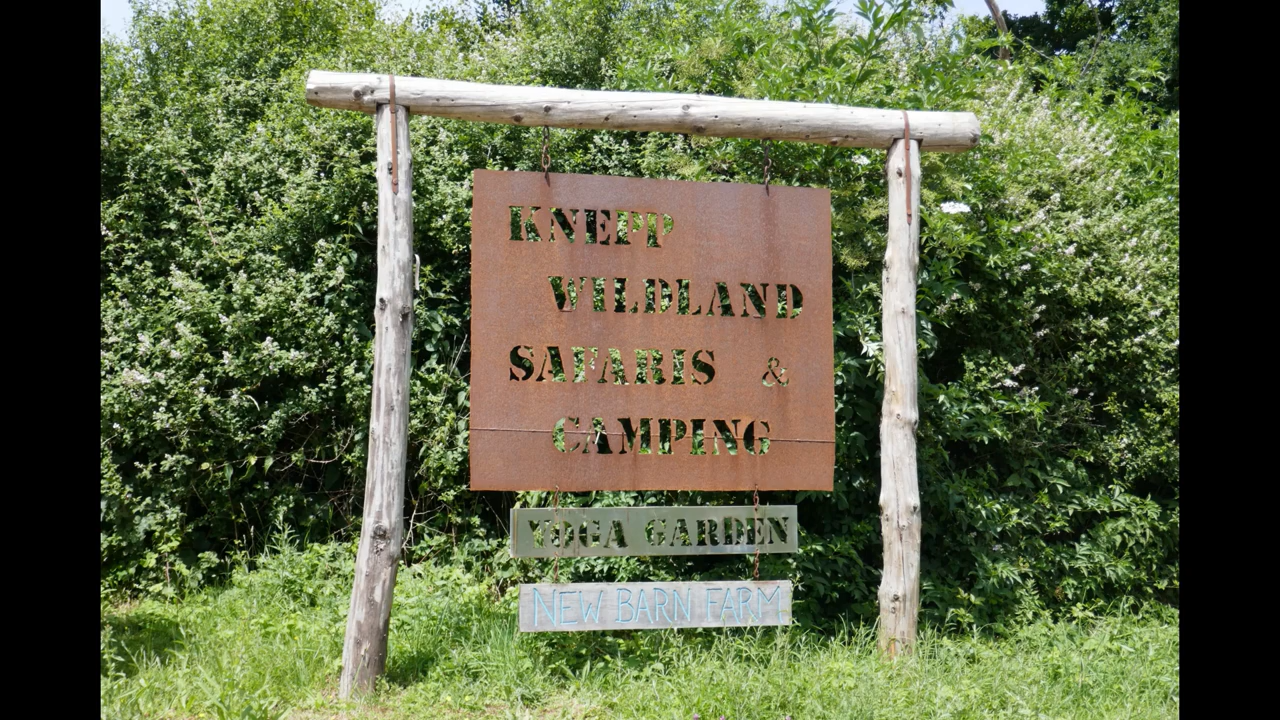 KNEPP
WILDLAND
SAFARIS &
CAMPING
YOGA GARDEN
NEW BARN FARM